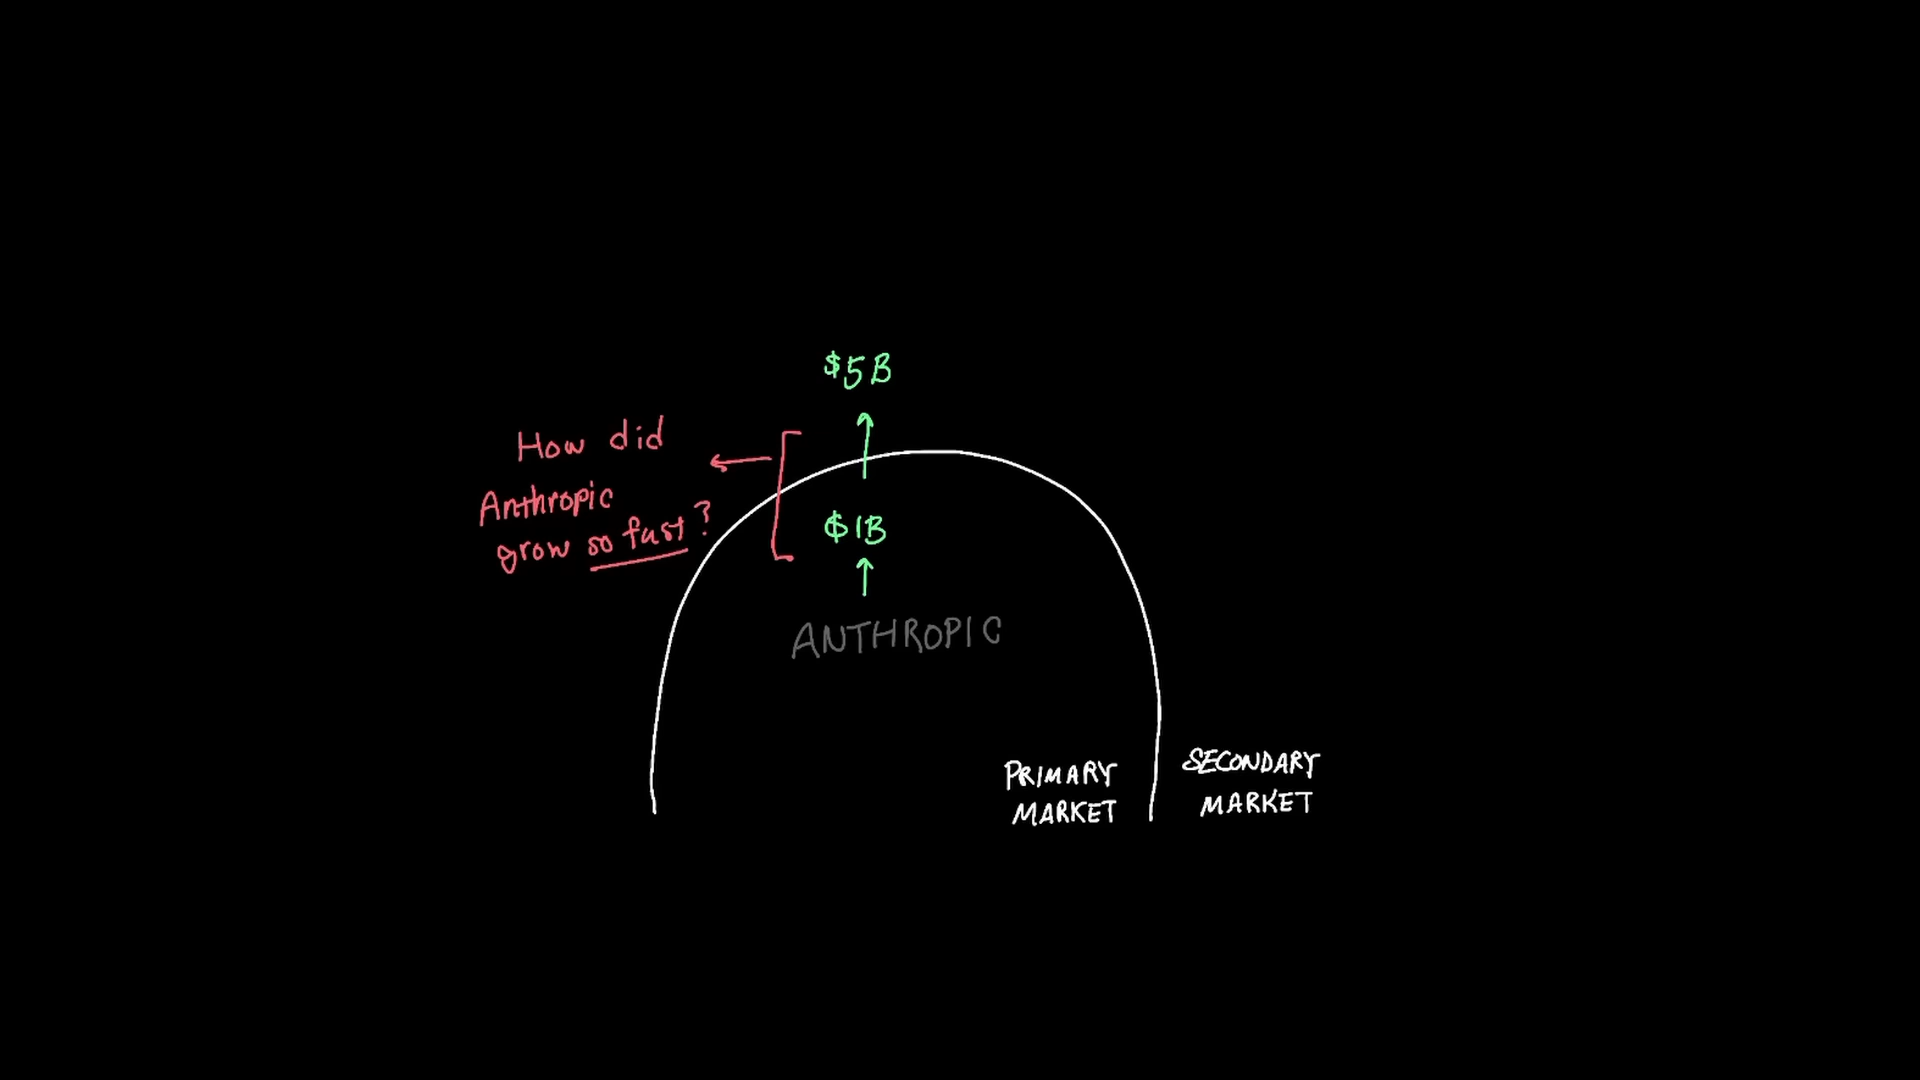 $5B
How did
Anthropic
grow so fast?
$1B
ANTHROPIC
PRIMARY
MARKET
SECONDARY
MARKET